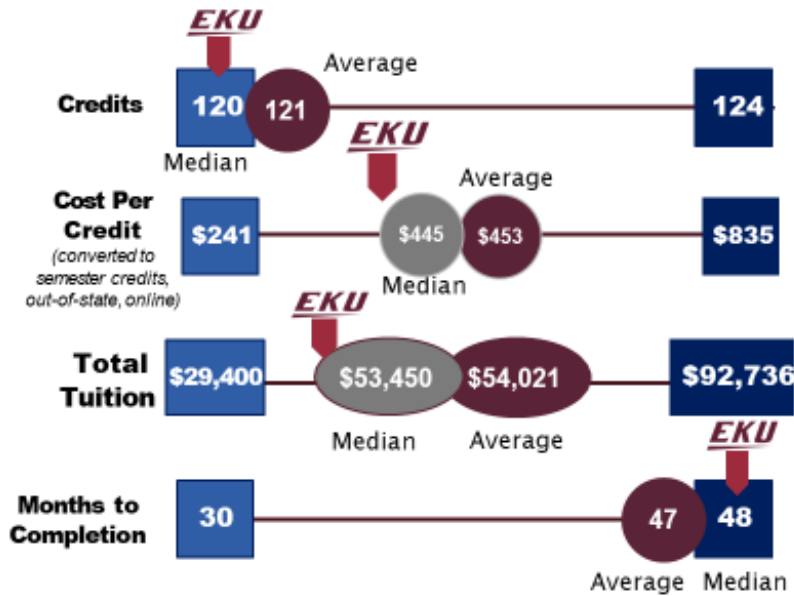 EKU
Average
Credits
120
121
124
Median
EKU
Average
Cost Per
Credit
(converted to
semester credits,
out-of-state, online)
$241
$445
$453
$835
Median
EKU
Total
Tuition
$29,400
$53,450
$54,021
$92,736
Median
Average
EKU
Months to
Completion
30
47
48
Average
Median